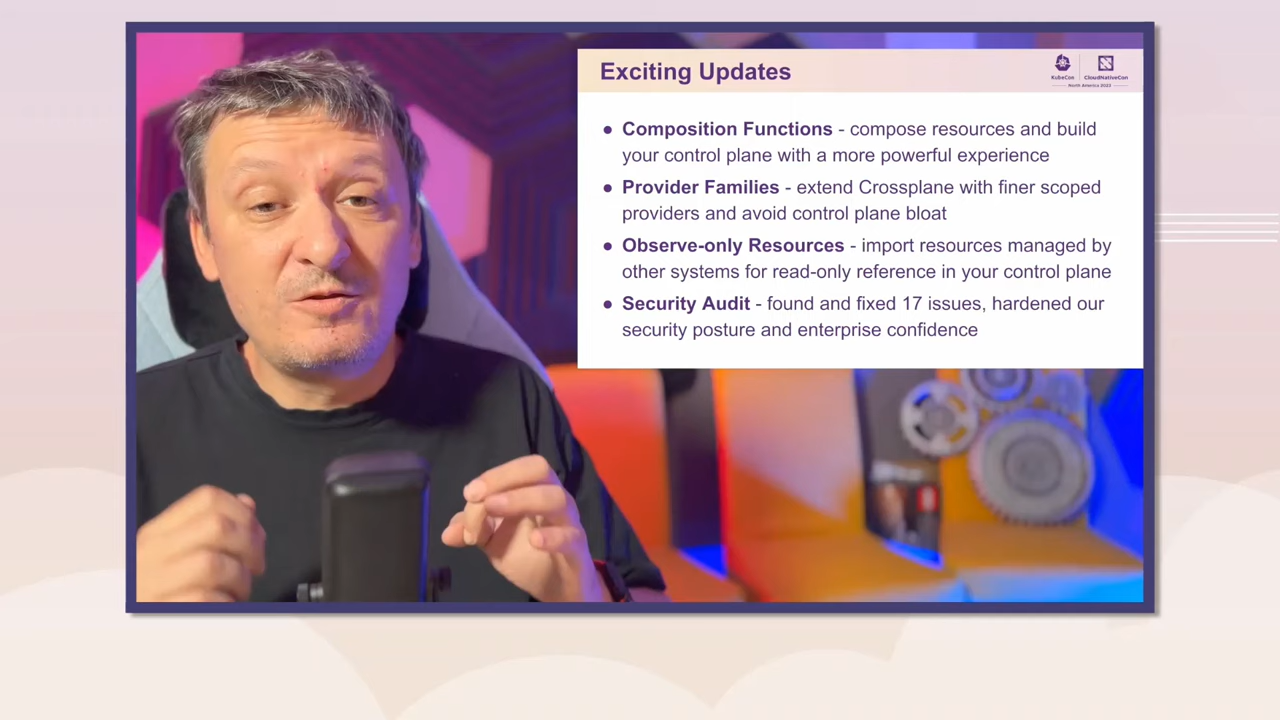 Exciting Updates
KubeCon
CloudNativeCon
North America 2023
● Composition Functions - compose resources and build
your control plane with a more powerful experience
● Provider Families - extend Crossplane with finer scoped
providers and avoid control plane bloat
● Observe-only Resources - import resources managed by
other systems for read-only reference in your control plane
● Security Audit - found and fixed 17 issues, hardened our
security posture and enterprise confidence